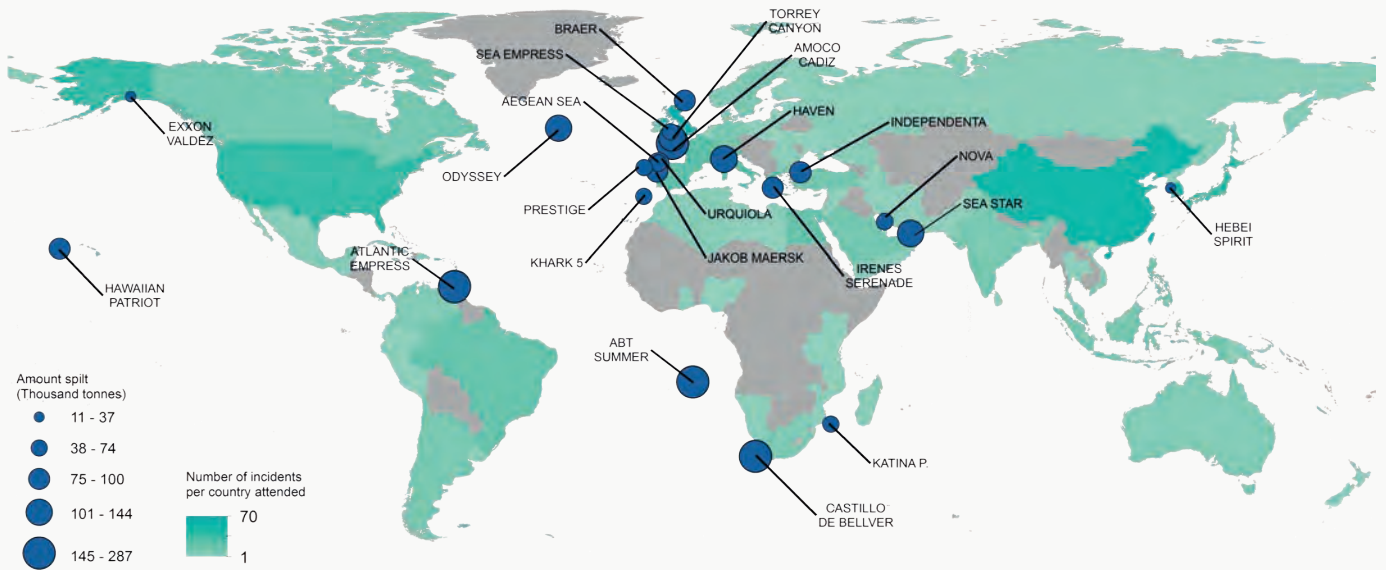 TORREY
CANYON
BRAER
AMOCO
CADIZ
SEA EMPRESS
AEGEAN SEA
HAVEN
INDEPENDENTA
EXXON
VALDEZ
NOVA
ODYSSEY
SEA STAR
PRESTIGE
URQUIOLA
HEBEI
SPIRIT
ATLANTIC
EMPRESS
KHARK 5
JAKOB MAERSK
IRENES
SERENADE
HAWAIIAN
PATRIOT
ABT
SUMMER
KATINA P.
CASTILLO
DE BELLVER
Amount spilt
(Thousand tonnes)
11 - 37
38 - 74
75 - 100
101 - 144
145 - 287
Number of incidents
per country attended
70
1